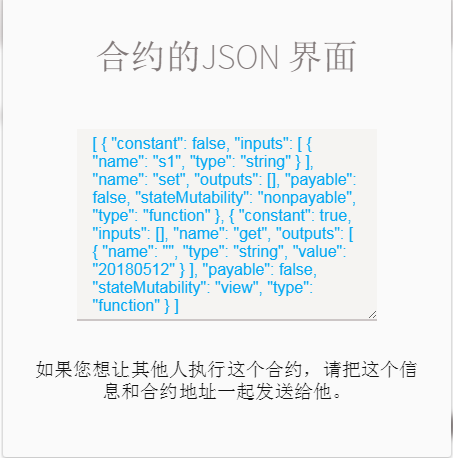 合约的JSON 界面
[ { "constant": false, "inputs": [ {
"name": "s1", "type": "string" } ],
"name": "set", "outputs": [], "payable":
false, "stateMutability": "nonpayable",
"type": "function" }, { "constant": true,
"inputs": [], "name": "get", "outputs": [
{ "name": "", "type": "string", "value":
"20180512" } ], "payable": false,
"stateMutability": "view", "type":
"function" } ]
如果您想让其他人执行这个合约，请把这个信
息和合约地址一起发送给他。